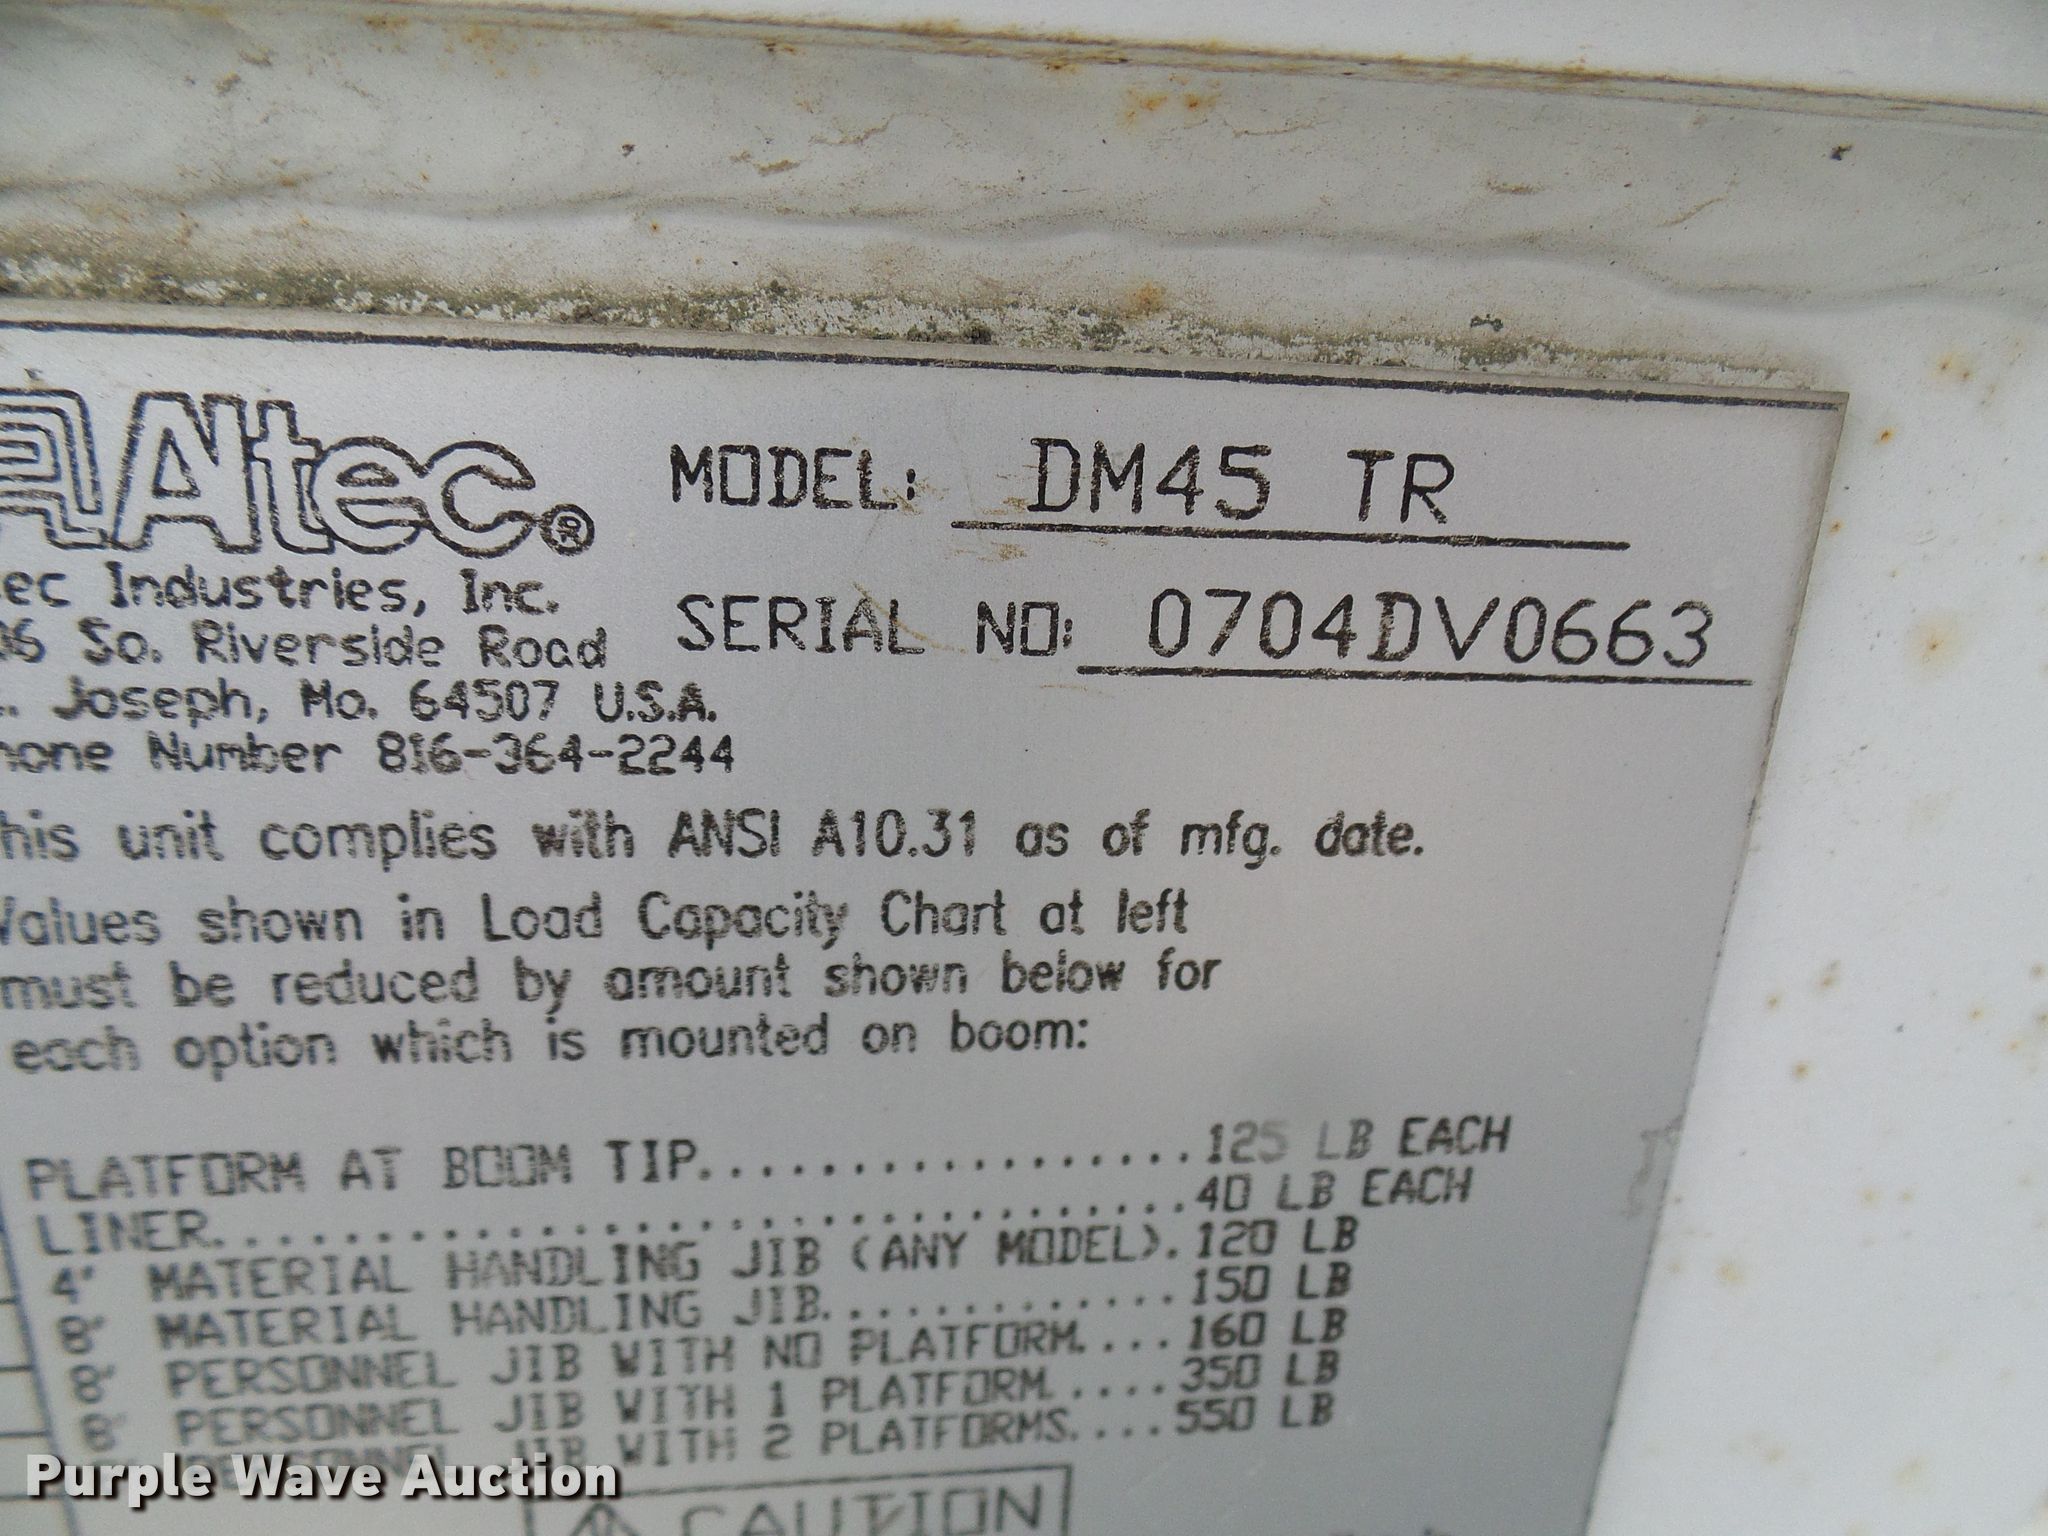 Altec®
MODEL: DM45 TR
Industries, Inc.
SERIAL NO: 0704DV0663
So. Riverside Road
Joseph, Mo. 64507 U.S.A.
Number 816-364-2244
unit complies with ANSI A10.31 as of mfg. date.
Values shown in Load Capacity Chart at left
must be reduced by amount shown below for
each option which is mounted on boom:
PLATFORM AT BOOM TIP...................125 LB EACH
LINER......................................40 LB EACH
4' MATERIAL HANDLING JIB (ANY MODEL).120 LB
8' MATERIAL HANDLING JIB..............150 LB
8' PERSONNEL JIB WITH NO PLATFORM....160 LB
8' PERSONNEL JIB WITH 1 PLATFORM.....350 LB
PERSONNEL JIB WITH 2 PLATFORMS....550 LB
CAUTION
Purple Wave Auction